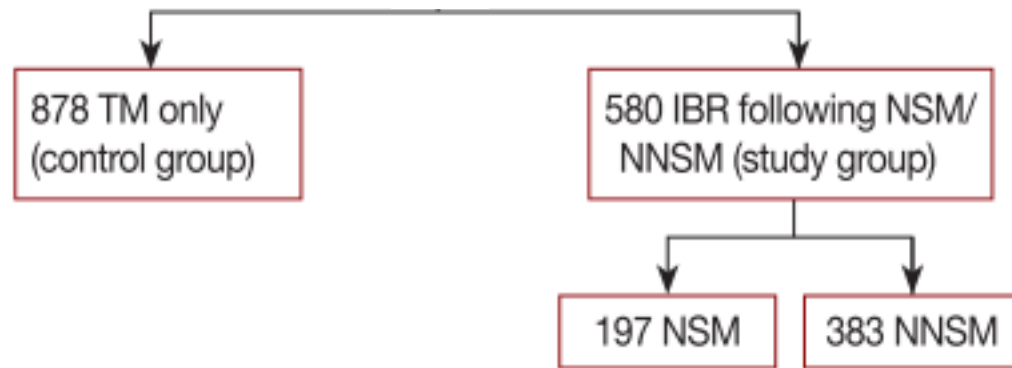 878 TM only
(control group)
580 IBR following NSM/
NNSM (study group)
197 NSM
383 NNSM